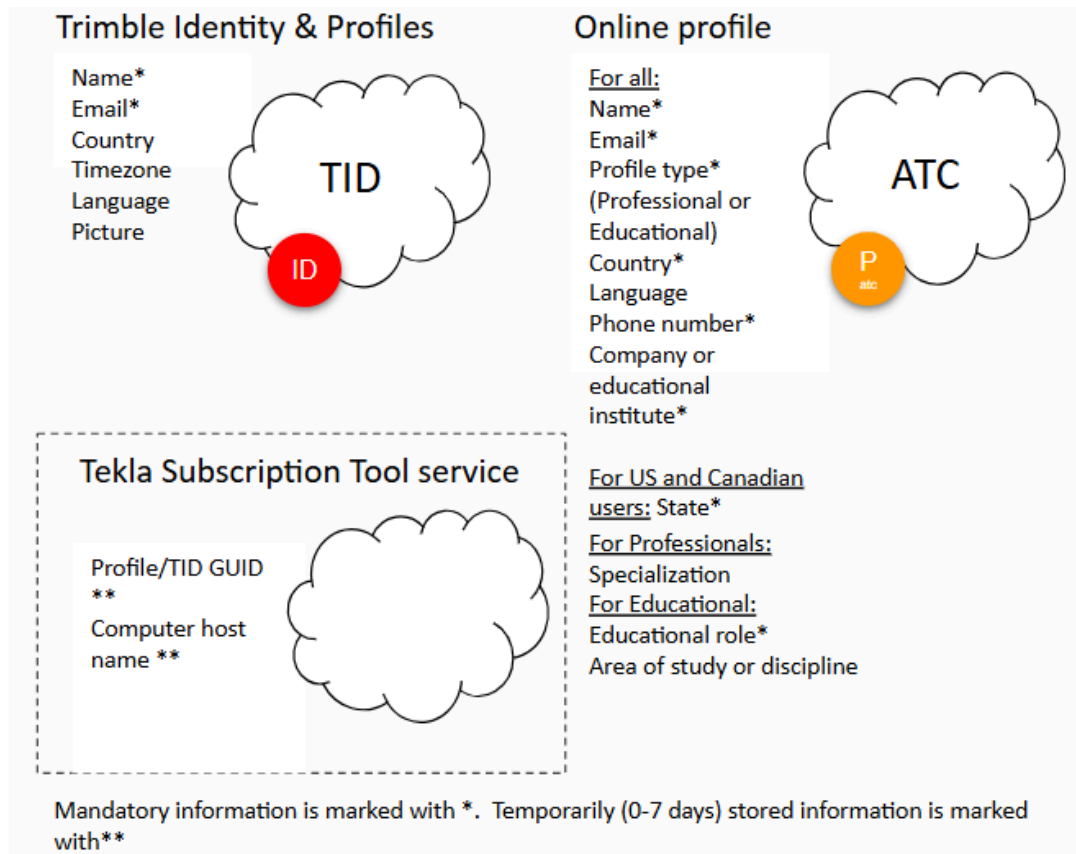 Trimble Identity & Profiles
Name*
Email*
Country
Timezone
Language
Picture
TID
ID
Online profile
For all:
Name*
Email*
Profile type*
(Professional or
Educational)
Country*
Language
Phone number*
Company or
educational
institute*
For US and Canadian
users: State*
For Professionals:
Specialization
For Educational:
Educational role*
Area of study or discipline
ATC
P
atc
Tekla Subscription Tool service
Profile/TID GUID
**
Computer host
name **
Mandatory information is marked with *.  Temporarily (0-7 days) stored information is marked
with**